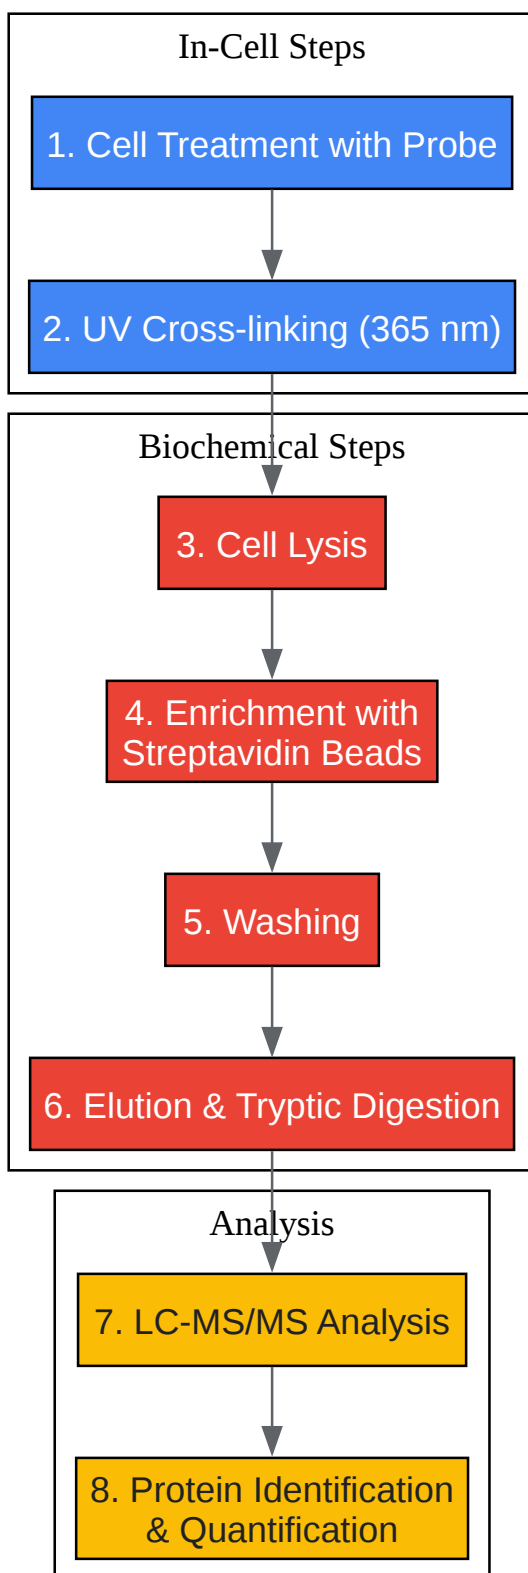 In-Cell Steps
1. Cell Treatment with Probe
2. UV Cross-linking (365 nm)
Biochemical Steps
3. Cell Lysis
4. Enrichment with
Streptavidin Beads
5. Washing
6. Elution & Tryptic Digestion
Analysis
7. LC-MS/MS Analysis
8. Protein Identification
& Quantification